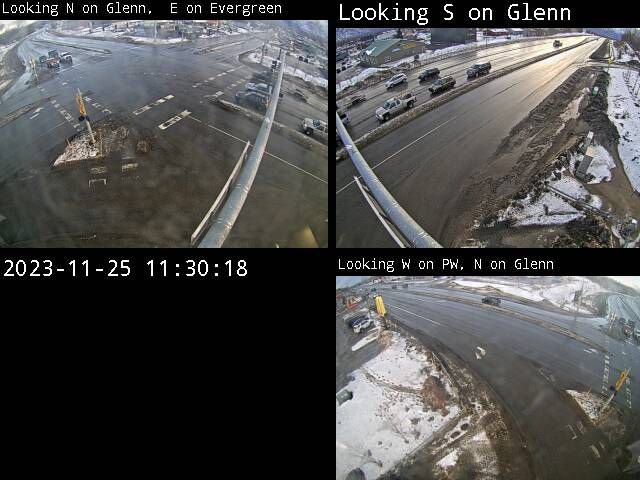 Looking N on Glenn,  E on Evergreen
Looking S on Glenn
2023-11-25 11:30:18
Looking W on PW, N on Glenn